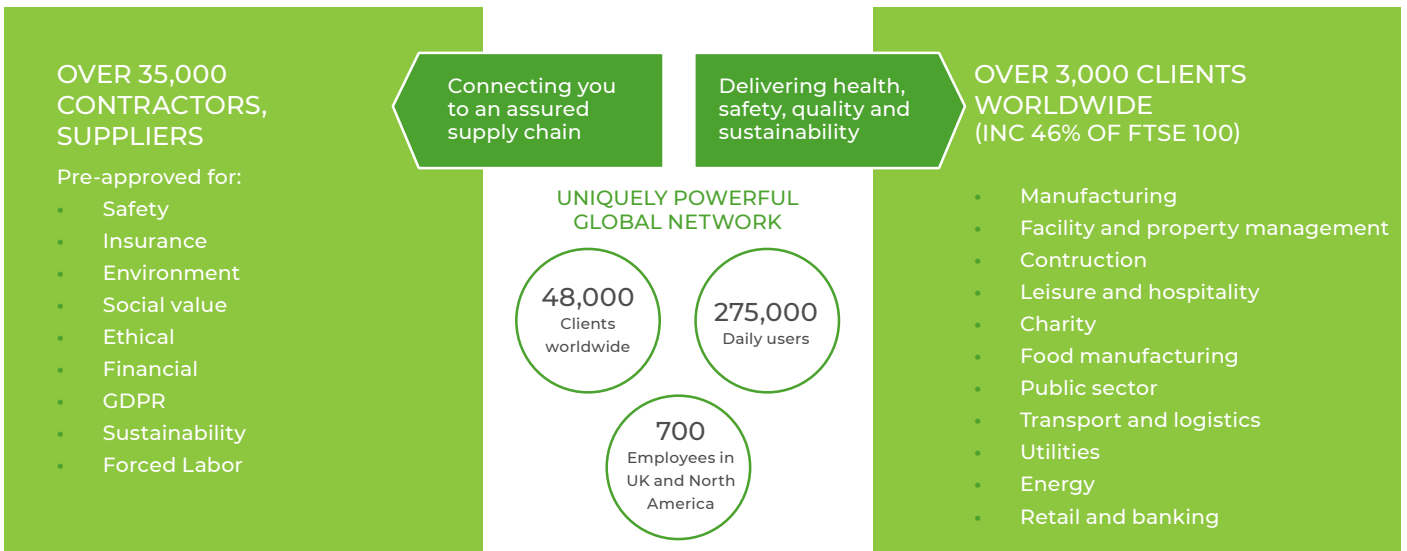 OVER 35,000
CONTRACTORS,
SUPPLIERS
Pre-approved for:
• Safety
• Insurance
• Environment
• Social value
• Ethical
• Financial
• GDPR
• Sustainability
• Forced Labor
Connecting you
to an assured
supply chain
Delivering health,
safety, quality and
sustainability
UNIQUELY POWERFUL
GLOBAL NETWORK
48,000
Clients
worldwide
275,000
Daily users
700
Employees in
UK and North
America
OVER 3,000 CLIENTS
WORLDWIDE
(INC 46% OF FTSE 100)
• Manufacturing
• Facility and property management
• Contruction
• Leisure and hospitality
• Charity
• Food manufacturing
• Public sector
• Transport and logistics
• Utilities
• Energy
• Retail and banking